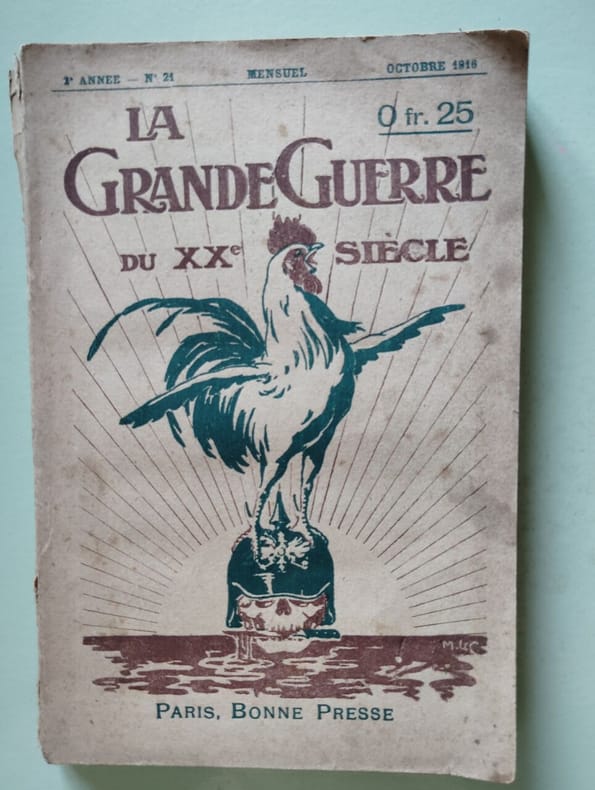 2e ANNÉE — N° 21 MENSUEL OCTOBRE 1916
0 fr. 25
LA
GRANDE GUERRE
DU XXe SIÈCLE
PARIS, BONNE PRESSE